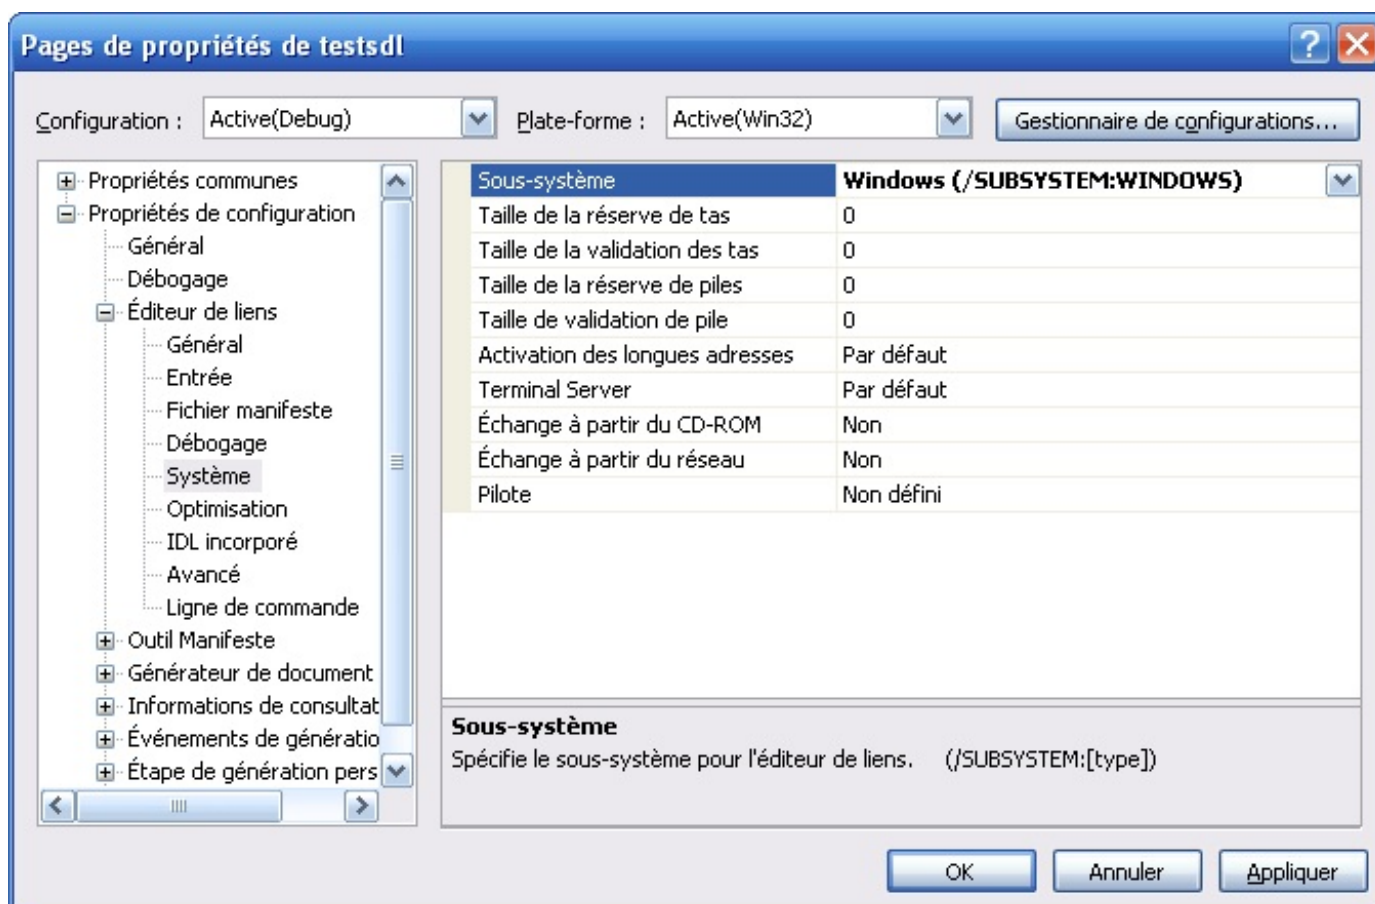 Pages de propriétés de testsdl
Configuration : Active(Debug) Plate-forme : Active(Win32) Gestionnaire de configurations...
Propriétés communes
Propriétés de configuration
Général
Débogage
Éditeur de liens
Général
Entrée
Fichier manifeste
Débogage
Système
Optimisation
IDL incorporé
Avancé
Ligne de commande
Outil Manifeste
Générateur de document
Informations de consultat
Événements de génératio
Étape de génération pers
Sous-système Windows (/SUBSYSTEM:WINDOWS)
Taille de la réserve de tas 0
Taille de la validation des tas 0
Taille de la réserve de piles 0
Taille de validation de pile 0
Activation des longues adresses Par défaut
Terminal Server Par défaut
Échange à partir du CD-ROM Non
Échange à partir du réseau Non
Pilote Non défini
Sous-système
Spécifie le sous-système pour l'éditeur de liens. (/SUBSYSTEM:[type])
OK Annuler Appliquer